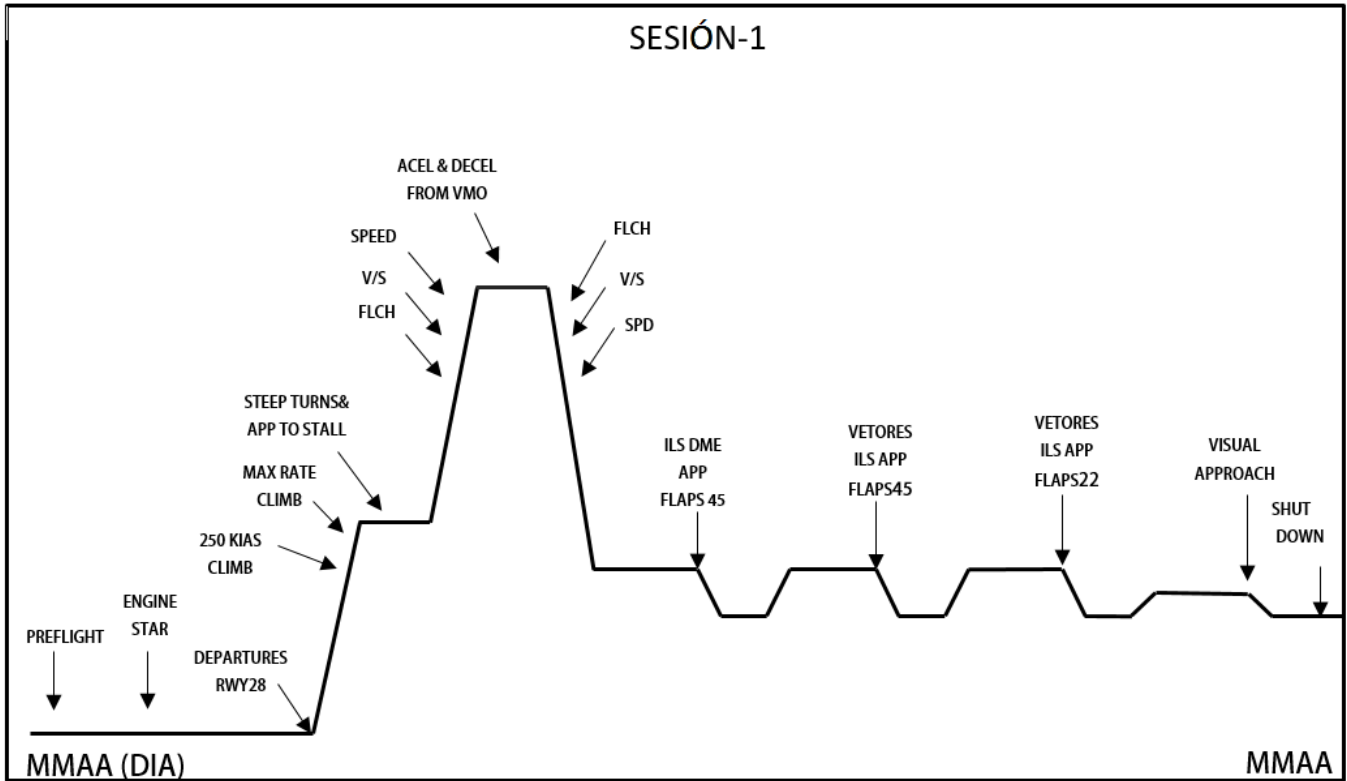 SESIÓN-1
PREFLIGHT
ENGINE
STAR
DEPARTURES
RWY28
250 KIAS
CLIMB
MAX RATE
CLIMB
STEEP TURNS&
APP TO STALL
FLCH
V/S
SPEED
ACEL & DECEL
FROM VMO
FLCH
V/S
SPD
ILS DME
APP
FLAPS 45
VETORES
ILS APP
FLAPS45
VETORES
ILS APP
FLAPS22
VISUAL
APPROACH
SHUT
DOWN
MMAA (DIA)
MMAA